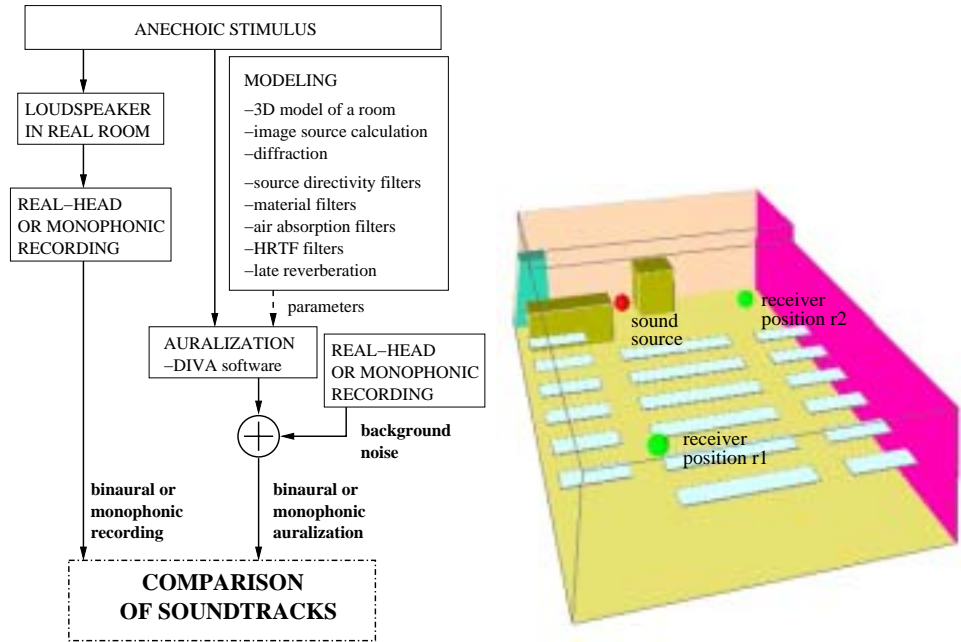 ANECHOIC STIMULUS
LOUDSPEAKER
IN REAL ROOM
REAL−HEAD
OR MONOPHONIC
RECORDING
MODELING
−3D model of a room
−image source calculation
−diffraction
−source directivity filters
−material filters
−air absorption filters
−HRTF filters
−late reverberation
parameters
AURALIZATION
−DIVA software
REAL−HEAD
OR MONOPHONIC
RECORDING
background
noise
binaural or
monophonic
recording
binaural or
monophonic
auralization
COMPARISON
OF SOUNDTRACKS
sound
source
receiver
position r2
receiver
position r1